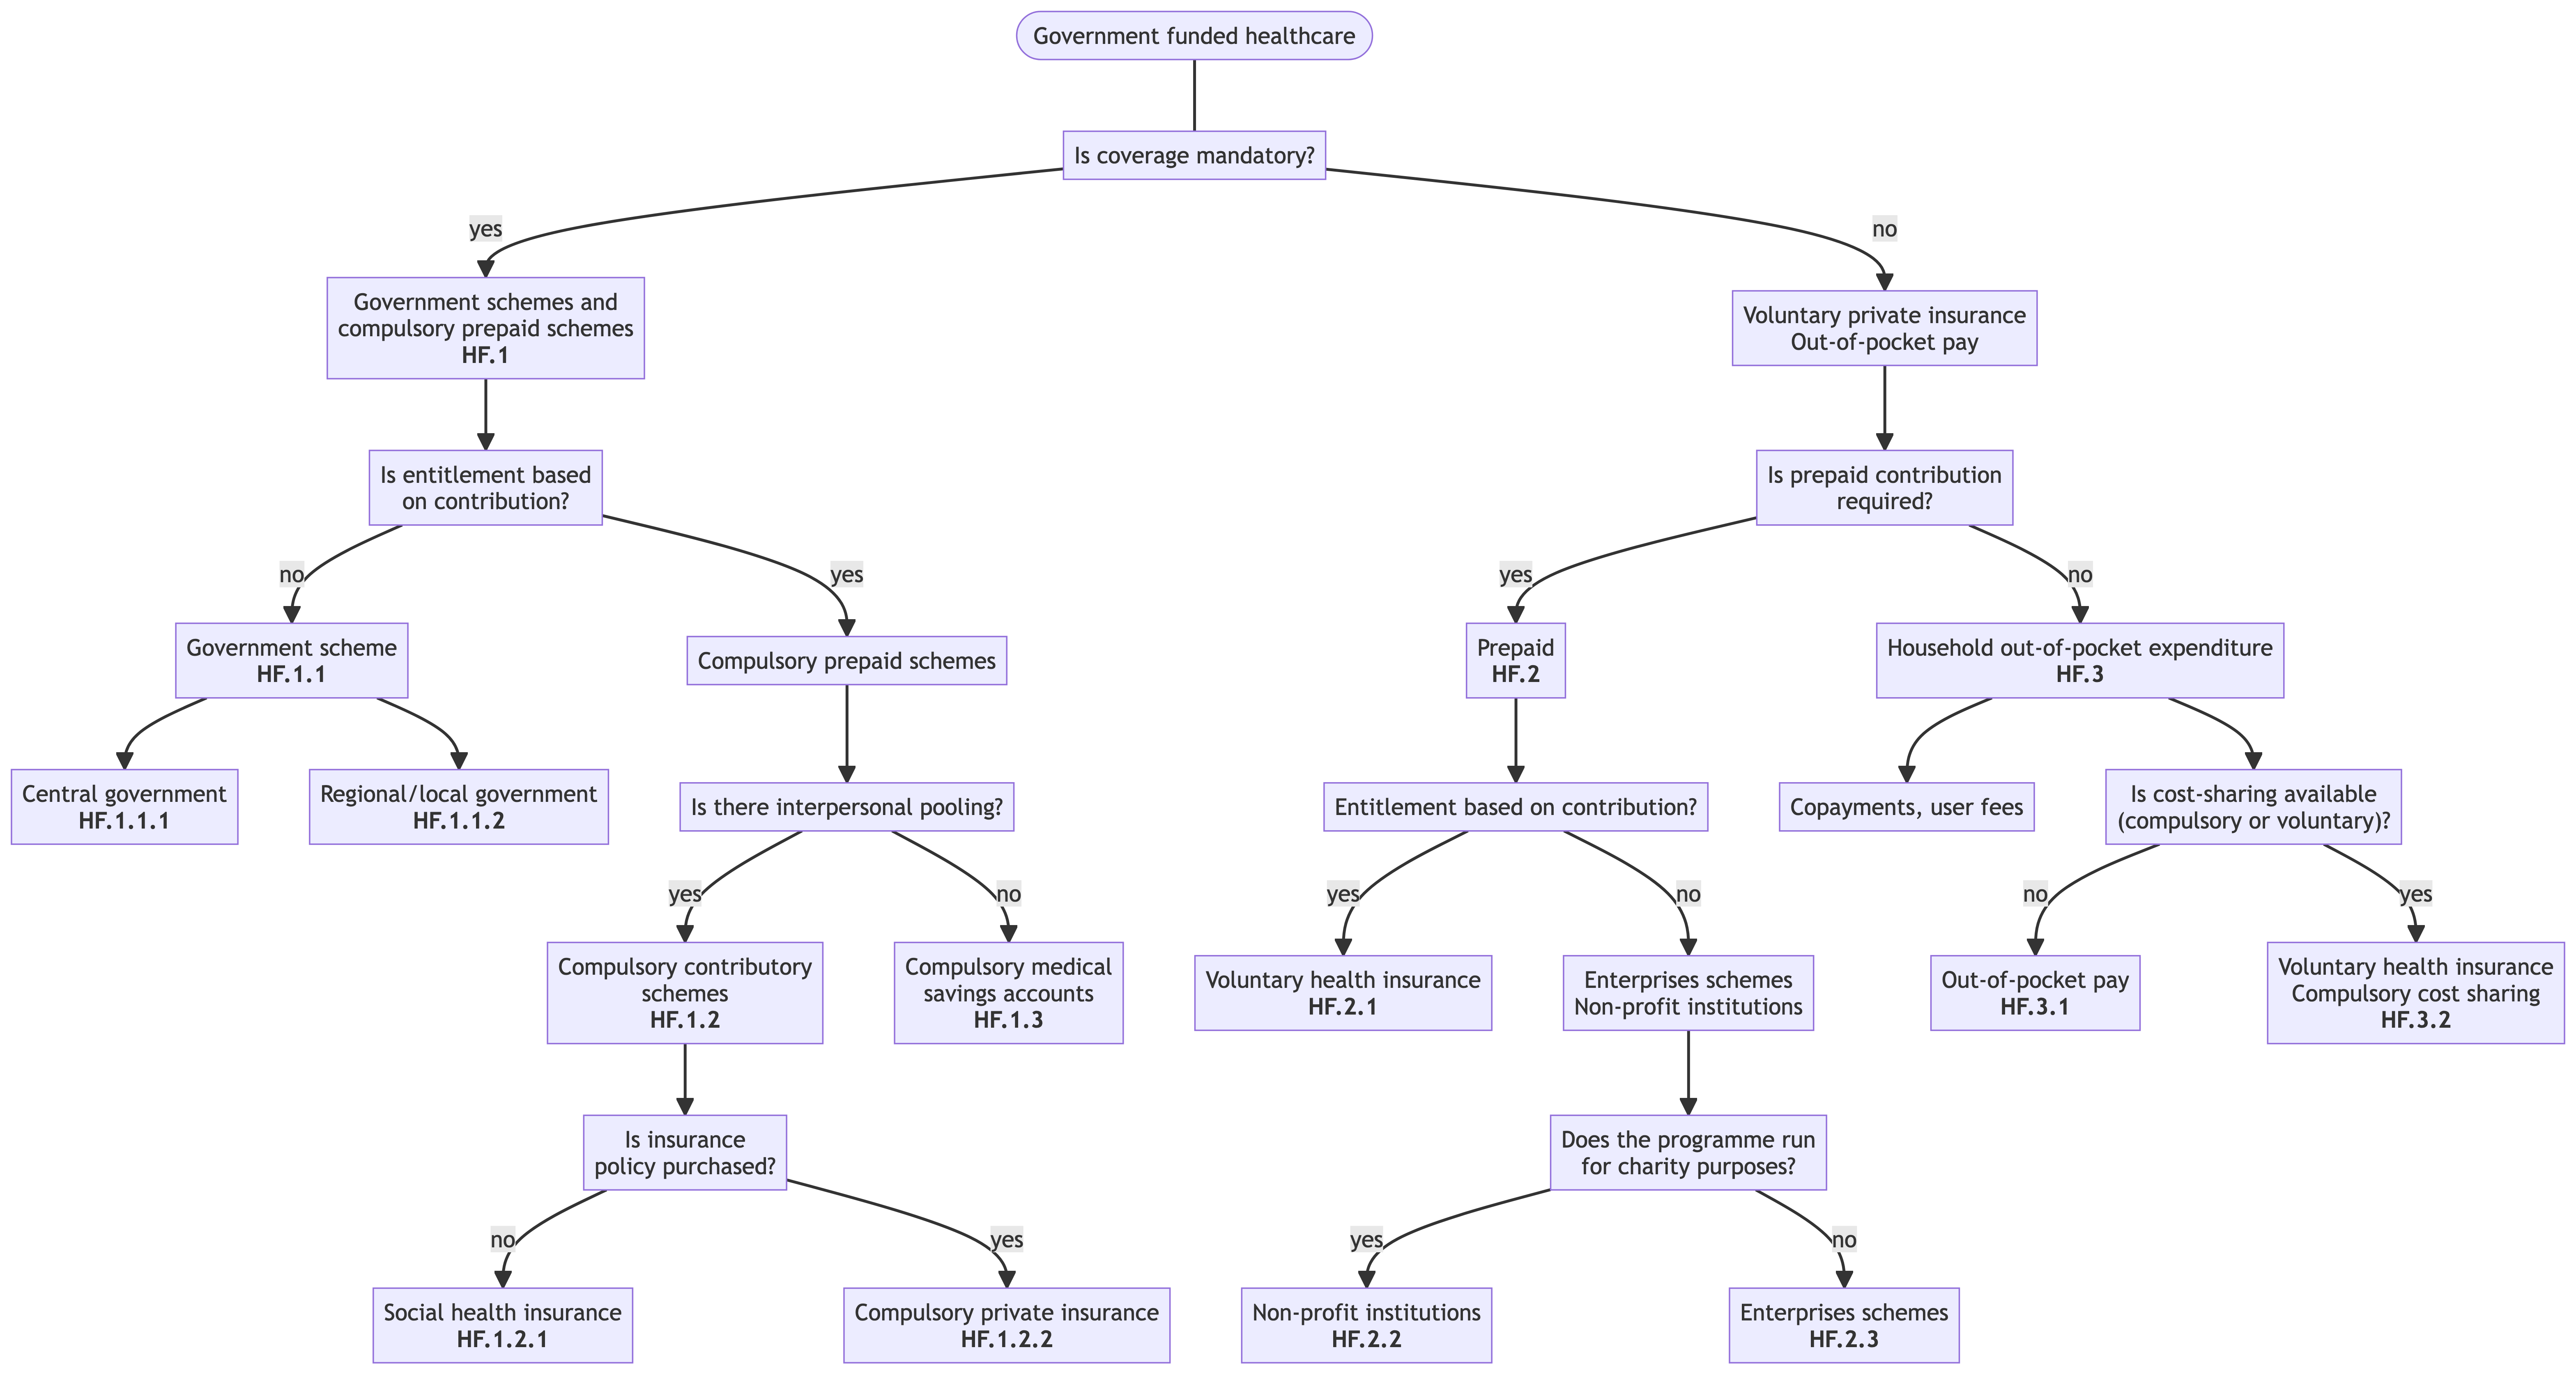 Government funded healthcare
Is coverage mandatory?
yes
no
Government schemes and
compulsory prepaid schemes
HF.1
Voluntary private insurance
Out-of-pocket pay
Is entitlement based
on contribution?
Is prepaid contribution
required?
no
yes
yes
no
Government scheme
HF.1.1
Compulsory prepaid schemes
Prepaid
HF.2
Household out-of-pocket expenditure
HF.3
Central government
HF.1.1.1
Regional/local government
HF.1.1.2
Is there interpersonal pooling?
Entitlement based on contribution?
Copayments, user fees
Is cost-sharing available
(compulsory or voluntary)?
yes
no
yes
no
no
yes
Compulsory contributory
schemes
HF.1.2
Compulsory medical
savings accounts
HF.1.3
Voluntary health insurance
HF.2.1
Enterprises schemes
Non-profit institutions
Out-of-pocket pay
HF.3.1
Voluntary health insurance
Compulsory cost sharing
HF.3.2
Is insurance
policy purchased?
Does the programme run
for charity purposes?
no
yes
yes
no
Social health insurance
HF.1.2.1
Compulsory private insurance
HF.1.2.2
Non-profit institutions
HF.2.2
Enterprises schemes
HF.2.3